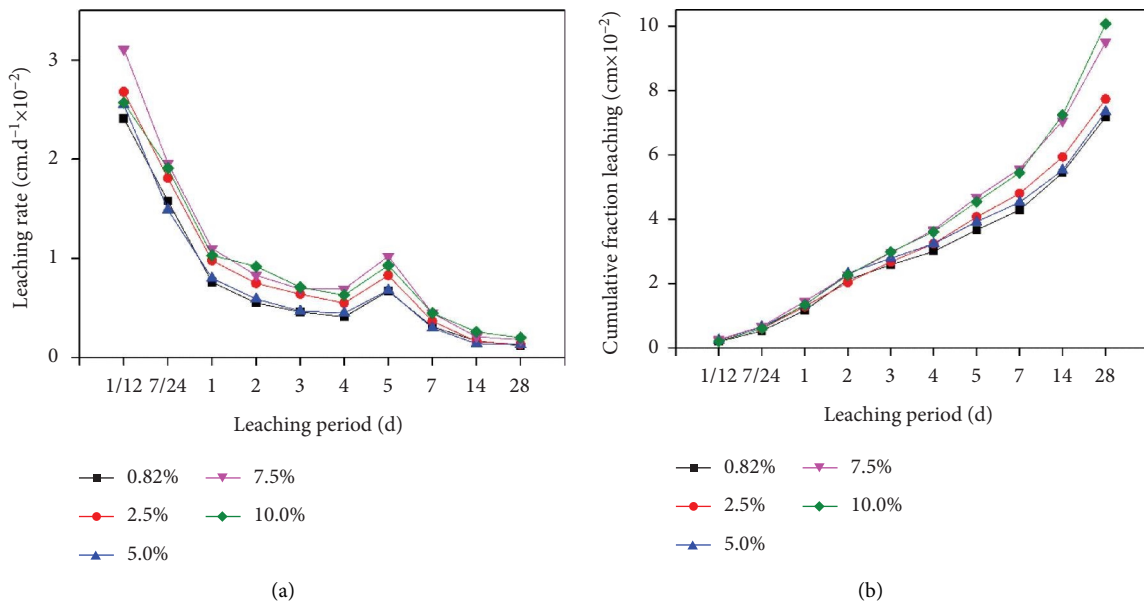 Leaching rate (cm.d⁻¹×10⁻²)
3
2
1
0
1/12 7/24 1 2 3 4 5 7 14 28
Leaching period (d)
0.82% 7.5%
2.5% 10.0%
5.0%
(a)
Cumulative fraction leaching (cm×10⁻²)
10
8
6
4
2
0
1/12 7/24 1 2 3 4 5 7 14 28
Leaching period (d)
0.82% 7.5%
2.5% 10.0%
5.0%
(b)